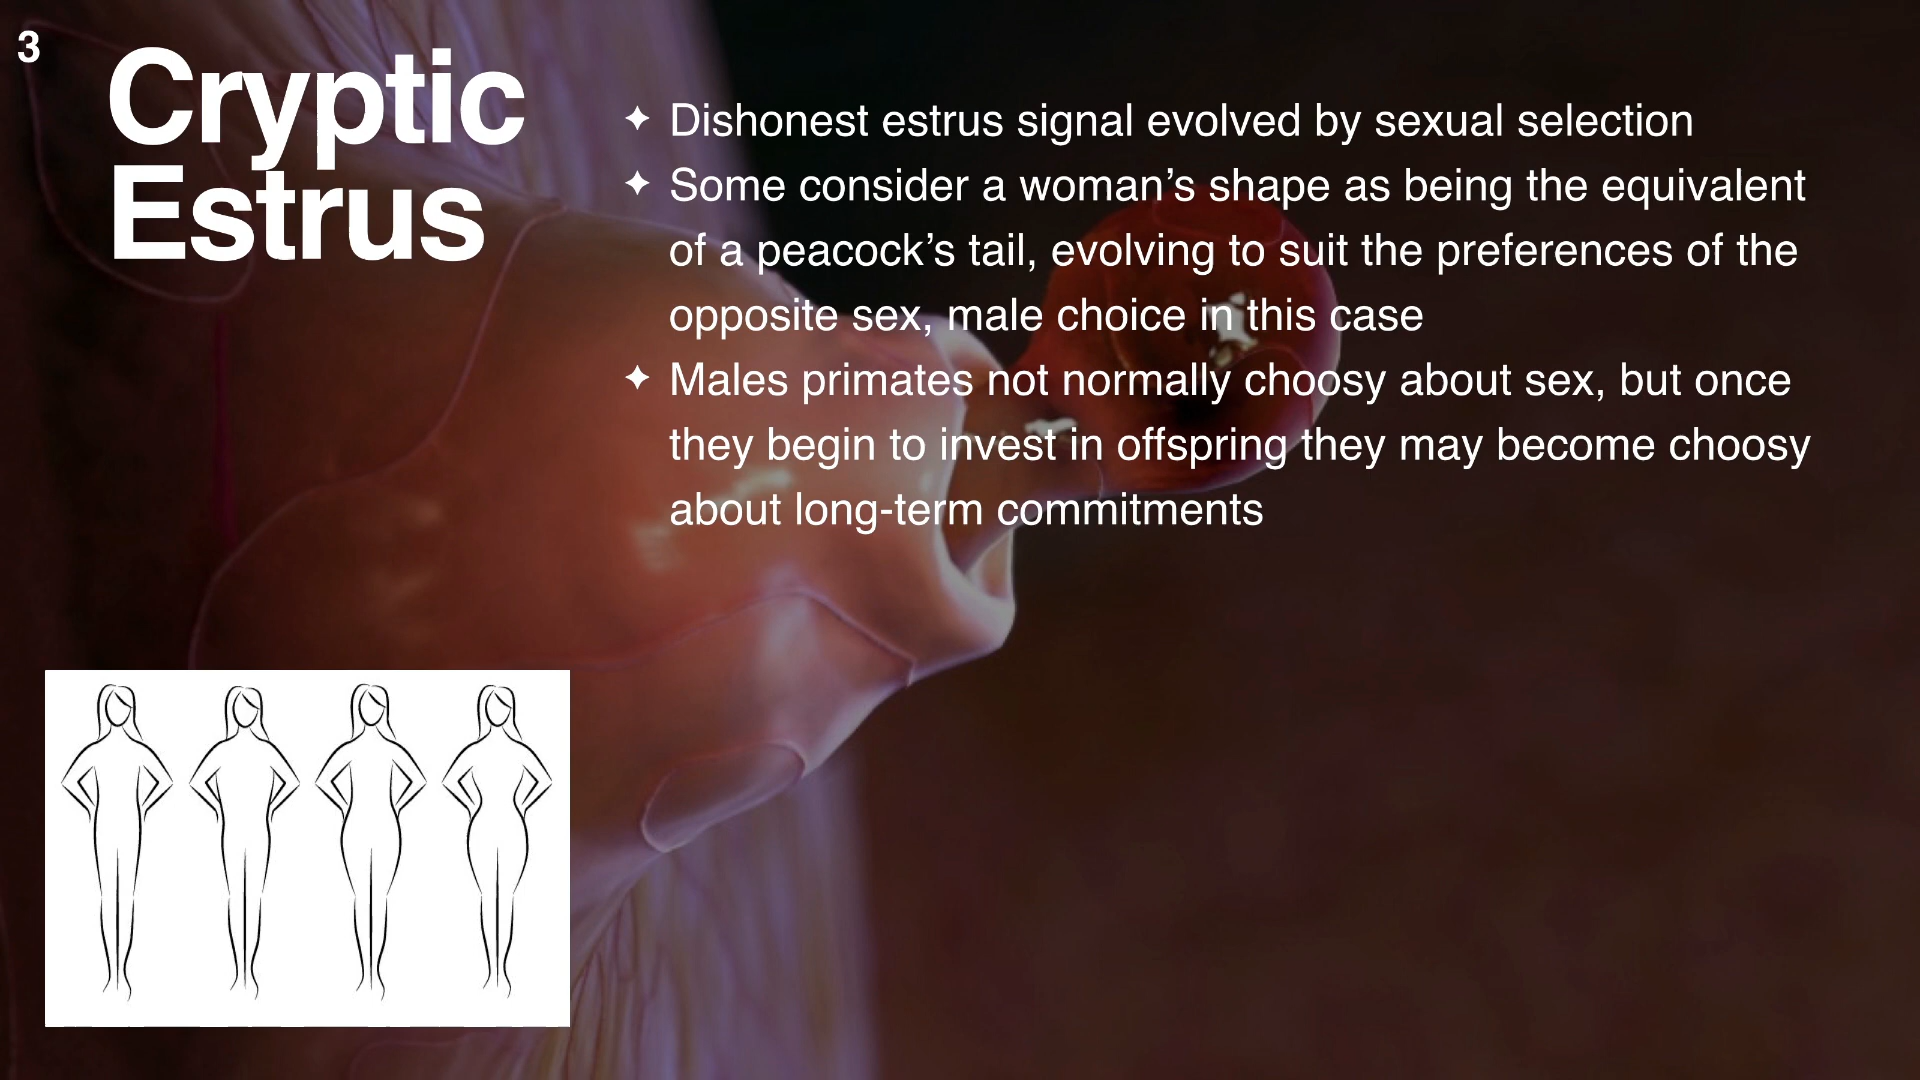 3
Cryptic
Estrus
✦ Dishonest estrus signal evolved by sexual selection
✦ Some consider a woman’s shape as being the equivalent
of a peacock’s tail, evolving to suit the preferences of the
opposite sex, male choice in this case
✦ Males primates not normally choosy about sex, but once
they begin to invest in offspring they may become choosy
about long-term commitments